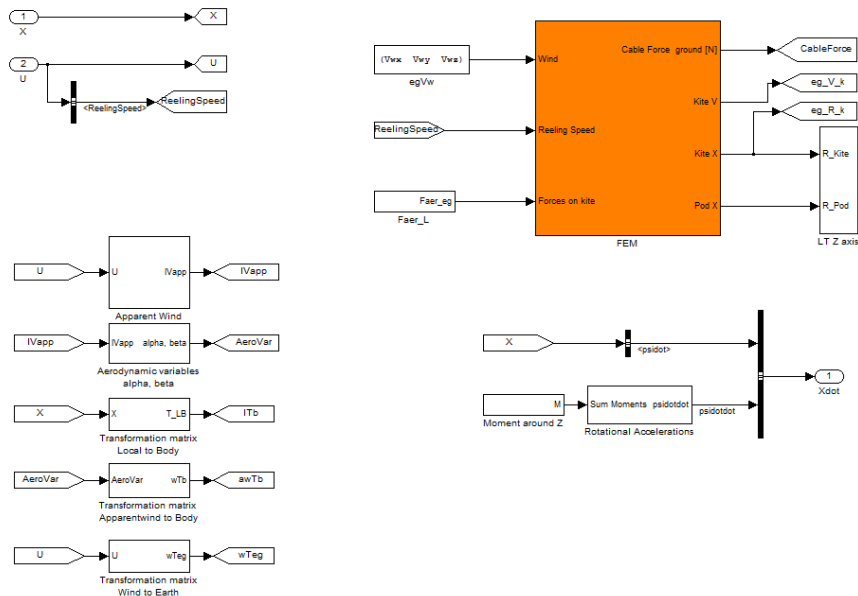 1
X
X
2
U
U
<ReelingSpeed>
ReelingSpeed
(Vwx Vwy Vwz)
egVw
Wind
Cable Force ground [N]
CableForce
Kite V
eg_V_k
eg_R_k
ReelingSpeed
Reeling Speed
Kite X
R_Kite
Faer_eg
Faer_L
Forces on kite
Pod X
R_Pod
FEM
LT Z axis
U
U
IVapp
IVapp
Apparent Wind
IVapp
IVapp
alpha, beta
AeroVar
Aerodynamic variables
alpha, beta
X
X
T_LB
ITb
Transformation matrix
Local to Body
AeroVar
AeroVar
wTb
awTb
Transformation matrix
Apparentwind to Body
U
U
wTeg
wTeg
Transformation matrix
Wind to Earth
X
<psidot>
M
Moment around Z
Sum Moments
psidotdot
psidotdot
Rotational Accelerations
1
Xdot